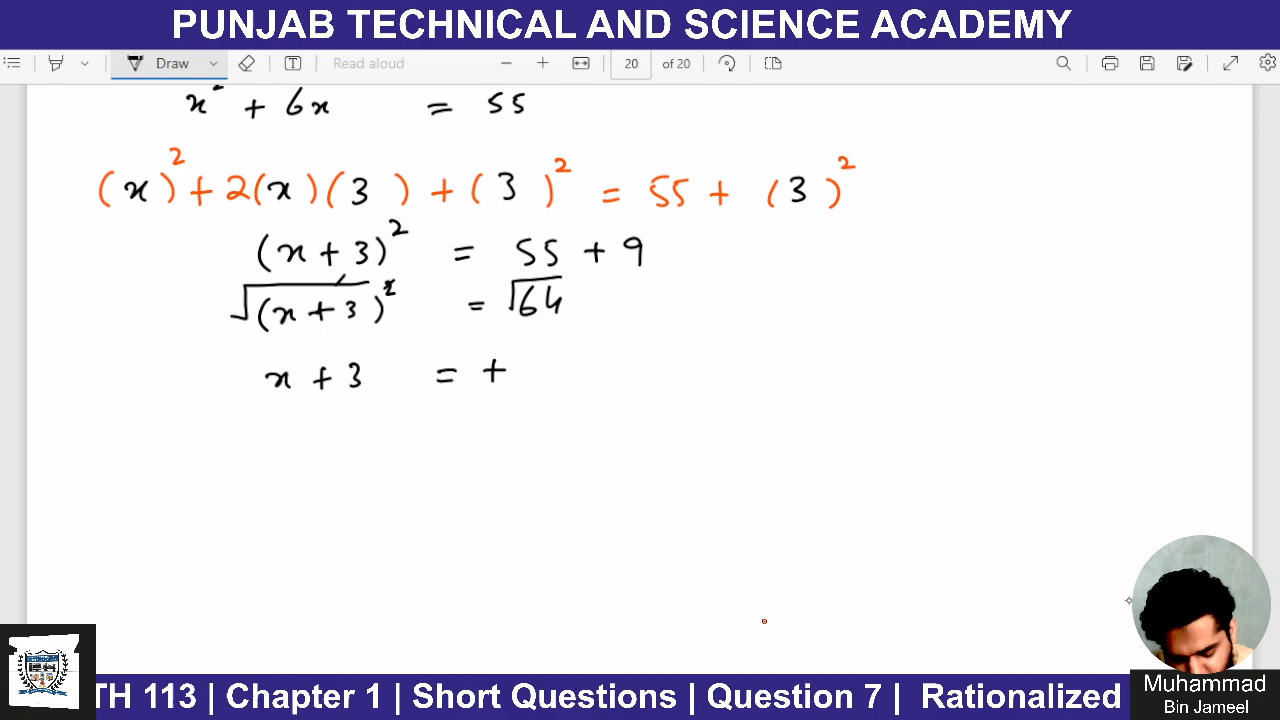 PUNJAB TECHNICAL AND SCIENCE ACADEMY
Draw Read aloud 20 of 20
x² + 6x = 55
(x)² + 2(x)(3) + (3)² = 55 + (3)²
(x + 3)² = 55 + 9
√(x + 3)² = √64
x + 3 = +
TH 113 | Chapter 1 | Short Questions | Question 7 | Rationalized
Muhammad
Bin Jameel